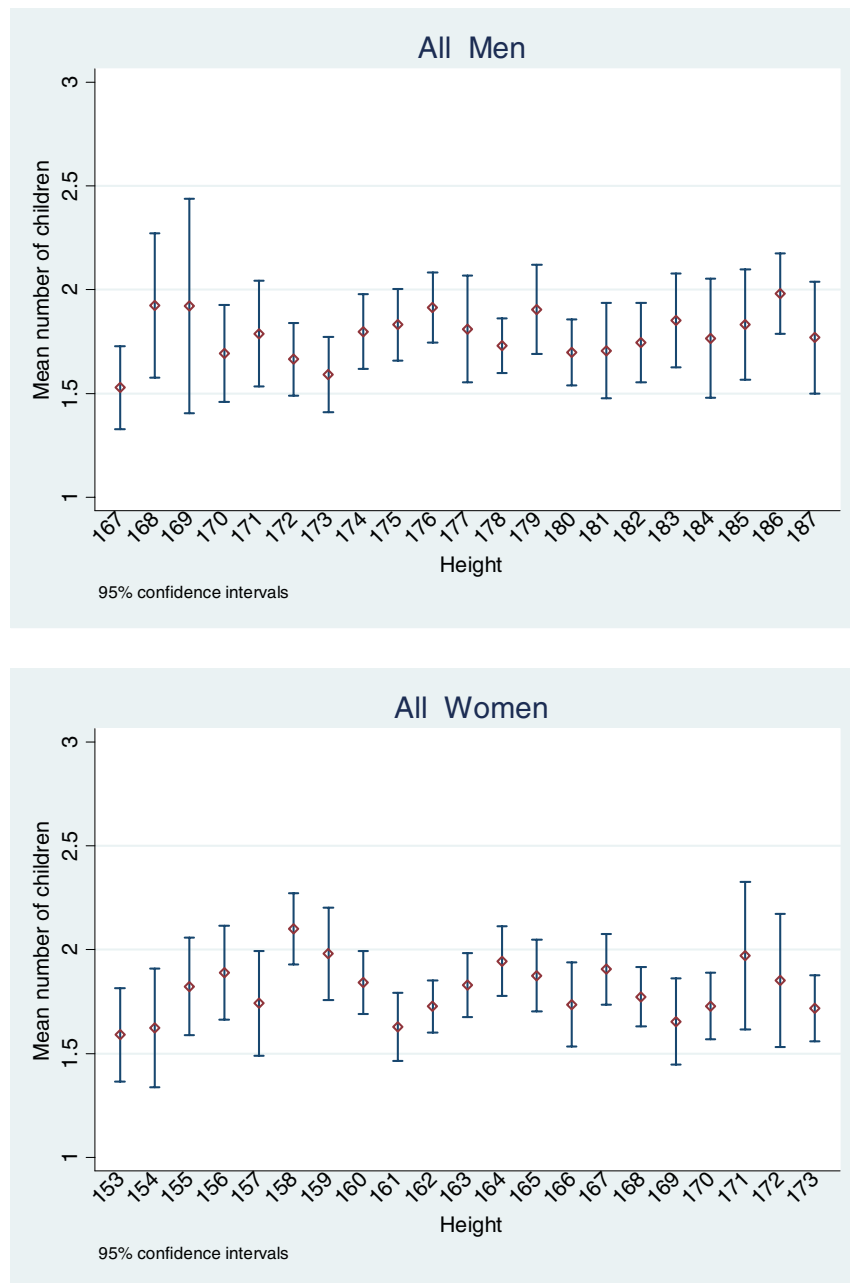 All Men
Mean number of children
3
2.5
2
1.5
1
167 168 169 170 171 172 173 174 175 176 177 178 179 180 181 182 183 184 185 186 187
Height
95% confidence intervals
All Women
Mean number of children
3
2.5
2
1.5
1
153 154 155 156 157 158 159 160 161 162 163 164 165 166 167 168 169 170 171 172 173
Height
95% confidence intervals